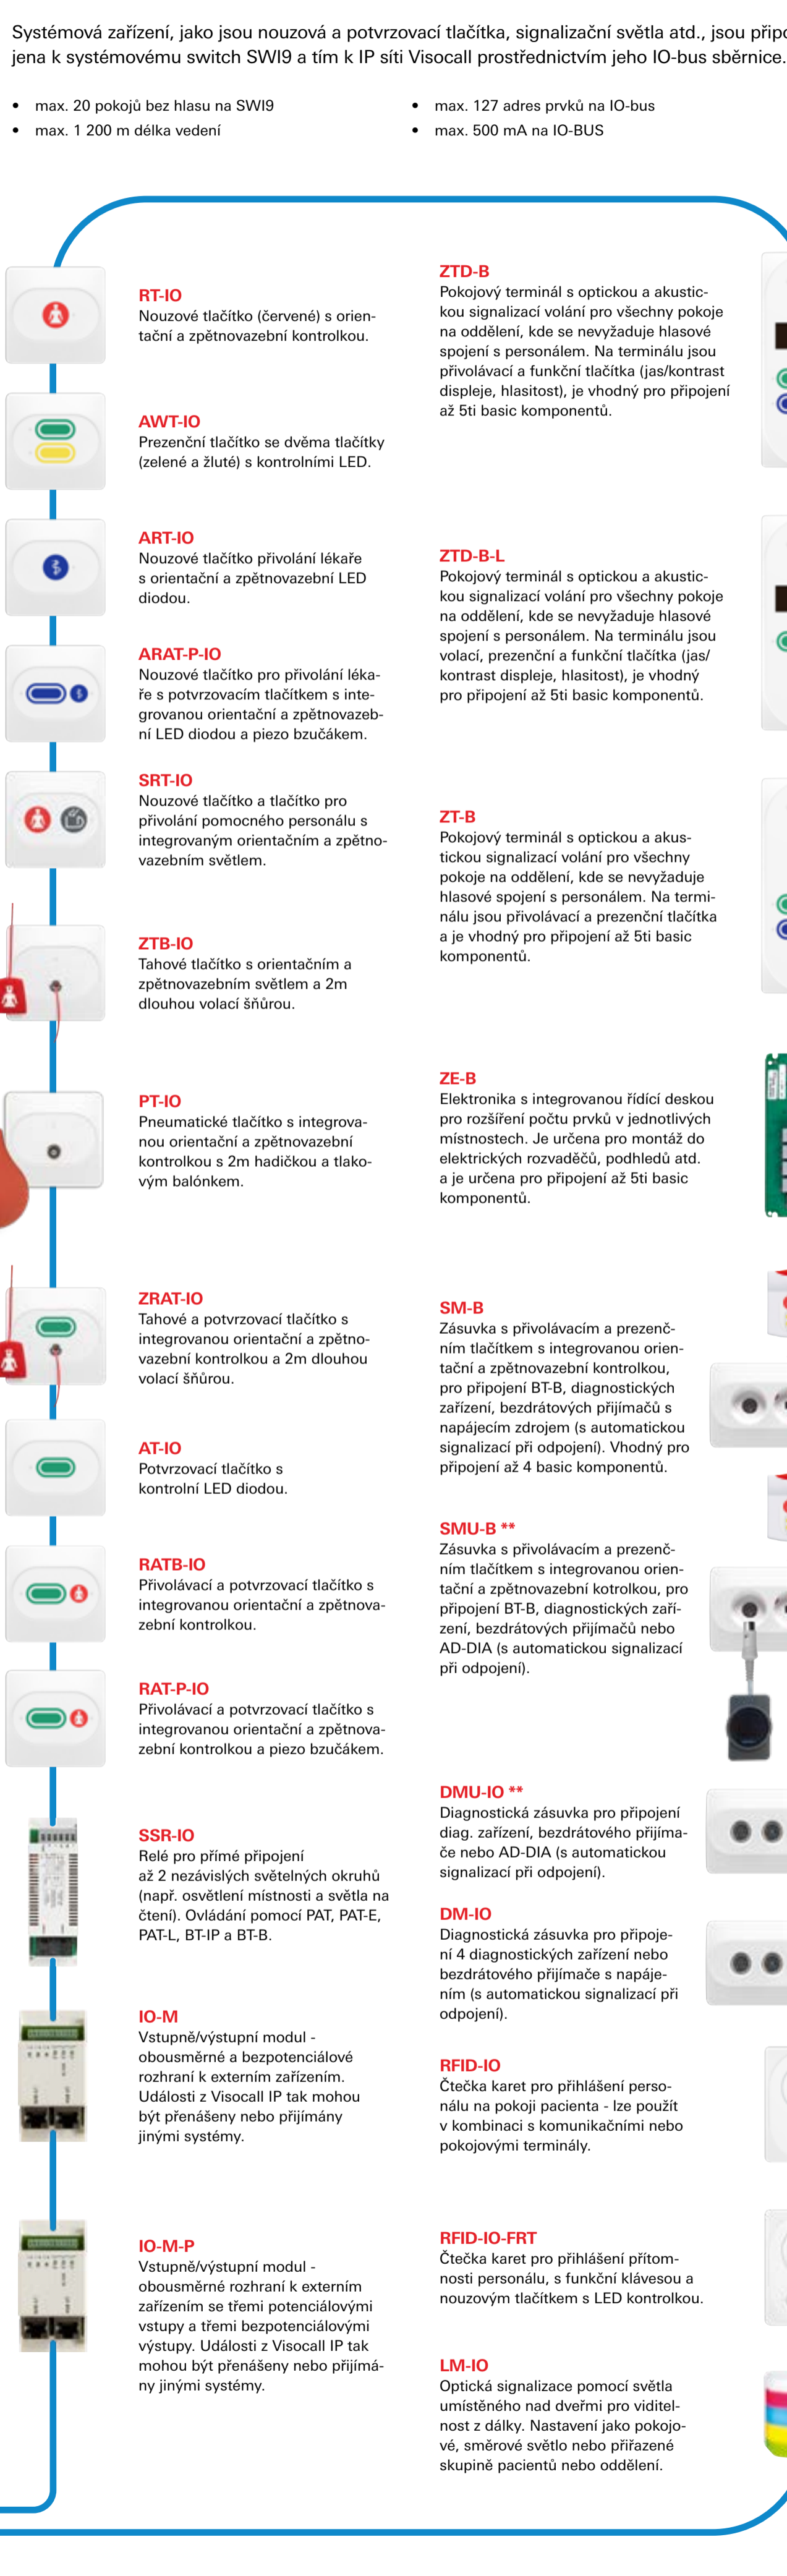 Systémová zařízení, jako jsou nouzová a potvrzovací tlačítka, signalizační světla atd., jsou připo
jena k systémovému switch SWI9 a tím k IP síti Visocall prostřednictvím jeho IO-bus sběrnice.
• max. 20 pokojů bez hlasu na SWI9
• max. 1 200 m délka vedení
• max. 127 adres prvků na IO-bus
• max. 500 mA na IO-BUS
RT-IO
Nouzové tlačítko (červené) s orien-
tační a zpětnovazební kontrolkou.
AWT-IO
Prezenční tlačítko se dvěma tlačítky
(zelené a žluté) s kontrolními LED.
ART-IO
Nouzové tlačítko přivolání lékaře
s orientační a zpětnovazební LED
diodou.
ARAT-P-IO
Nouzové tlačítko pro přivolání léka-
ře s potvrzovacím tlačítkem s inte-
grovanou orientační a zpětnovazeb-
ní LED diodou a piezo bzučákem.
SRT-IO
Nouzové tlačítko a tlačítko pro
přivolání pomocného personálu s
integrovaným orientačním a zpětno-
vazebním světlem.
ZTB-IO
Tahové tlačítko s orientačním a
zpětnovazebním světlem a 2m
dlouhou volací šňůrou.
PT-IO
Pneumatické tlačítko s integrova-
nou orientační a zpětnovazební
kontrolkou s 2m hadičkou a tlako-
vým balónkem.
ZRAT-IO
Tahové a potvrzovací tlačítko s
integrovanou orientační a zpětno-
vazební kontrolkou a 2m dlouhou
volací šňůrou.
AT-IO
Potvrzovací tlačítko s
kontrolní LED diodou.
RATB-IO
Přivolávací a potvrzovací tlačítko s
integrovanou orientační a zpětnova-
zební kontrolkou.
RAT-P-IO
Přivolávací a potvrzovací tlačítko s
integrovanou orientační a zpětnova-
zební kontrolkou a piezo bzučákem.
SSR-IO
Relé pro přímé připojení
až 2 nezávislých světelných okruhů
(např. osvětlení místnosti a světla na
čtení). Ovládání pomocí PAT, PAT-E,
PAT-L, BT-IP a BT-B.
IO-M
Vstupně/výstupní modul -
obousměrné a bezpotenciálové
rozhraní k externím zařízením.
Události z Visocall IP tak mohou
být přenášeny nebo přijímány
jinými systémy.
IO-M-P
Vstupně/výstupní modul -
obousměrné rozhraní k externím
zařízením se třemi potenciálovými
vstupy a třemi bezpotenciálovými
výstupy. Události z Visocall IP tak
mohou být přenášeny nebo přijímá-
ny jinými systémy.
ZTD-B
Pokojový terminál s optickou a akustic-
kou signalizací volání pro všechny pokoje
na oddělení, kde se nevyžaduje hlasové
spojení s personálem. Na terminálu jsou
přivolávací a funkční tlačítka (jas/kontrast
displeje, hlasitost), je vhodný pro připojení
až 5ti basic komponentů.
ZTD-B-L
Pokojový terminál s optickou a akustic-
kou signalizací volání pro všechny pokoje
na oddělení, kde se nevyžaduje hlasové
spojení s personálem. Na terminálu jsou
volací, prezenční a funkční tlačítka (jas/
kontrast displeje, hlasitost), je vhodný
pro připojení až 5ti basic komponentů.
ZT-B
Pokojový terminál s optickou a akus-
tickou signalizací volání pro všechny
pokoje na oddělení, kde se nevyžaduje
hlasové spojení s personálem. Na termi-
nálu jsou přivolávací a prezenční tlačítka
a je vhodný pro připojení až 5ti basic
komponentů.
ZE-B
Elektronika s integrovanou řídící deskou
pro rozšíření počtu prvků v jednotlivých
místnostech. Je určena pro montáž do
elektrických rozvaděčů, podhledů atd.
a je určena pro připojení až 5ti basic
komponentů.
SM-B
Zásuvka s přivolávacím a prezenč-
ním tlačítkem s integrovanou orien-
tační a zpětnovazební kontrolkou,
pro připojení BT-B, diagnostických
zařízení, bezdrátových přijímačů s
napájecím zdrojem (s automatickou
signalizací při odpojení). Vhodný pro
připojení až 4 basic komponentů.
SMU-B **
Zásuvka s přivolávacím a prezenč-
ním tlačítkem s integrovanou orien-
tační a zpětnovazební kotrolkou, pro
připojení BT-B, diagnostických zaří-
zení, bezdrátových přijímačů nebo
AD-DIA (s automatickou signalizací
při odpojení).
DMU-IO **
Diagnostická zásuvka pro připojení
diag. zařízení, bezdrátového přijíma-
če nebo AD-DIA (s automatickou
signalizací při odpojení).
DM-IO
Diagnostická zásuvka pro připoje-
ní 4 diagnostických zařízení nebo
bezdrátového přijímače s napáje-
ním (s automatickou signalizací při
odpojení).
RFID-IO
Čtečka karet pro přihlášení perso-
nálu na pokoji pacienta - lze použít
v kombinaci s komunikačními nebo
pokojovými terminály.
RFID-IO-FRT
Čtečka karet pro přihlášení přítom-
nosti personálu, s funkční klávesou a
nouzovým tlačítkem s LED kontrolkou.
LM-IO
Optická signalizace pomocí světla
umístěného nad dveřmi pro viditel-
nost z dálky. Nastavení jako pokojo-
vé, směrové světlo nebo přiřazené
skupině pacientů nebo oddělení.